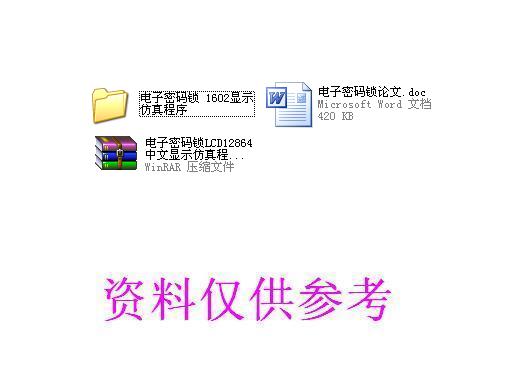 电子密码锁 1602显示
仿真程序
电子密码锁论文.doc
Microsoft Word 文档
420 KB
电子密码锁LCD12864
中文显示仿真程...
WinRAR 压缩文件
资料仅供参考